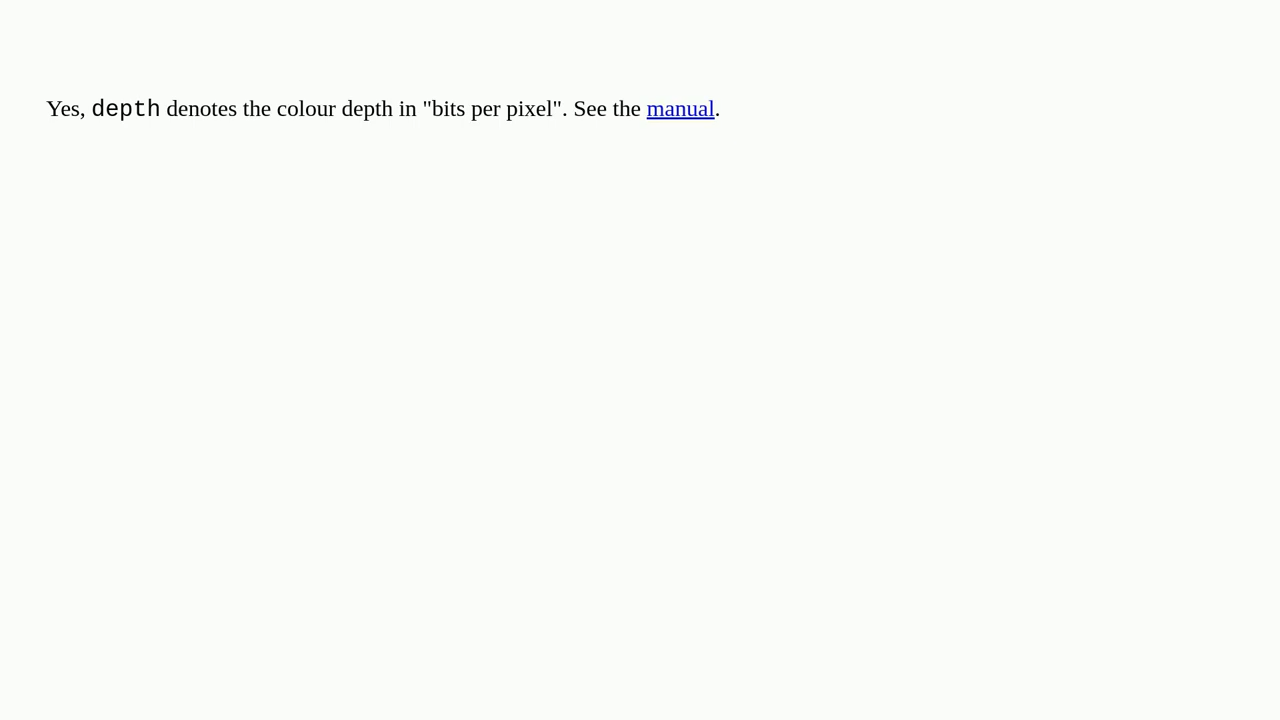 Yes, depth denotes the colour depth in "bits per pixel". See the manual.